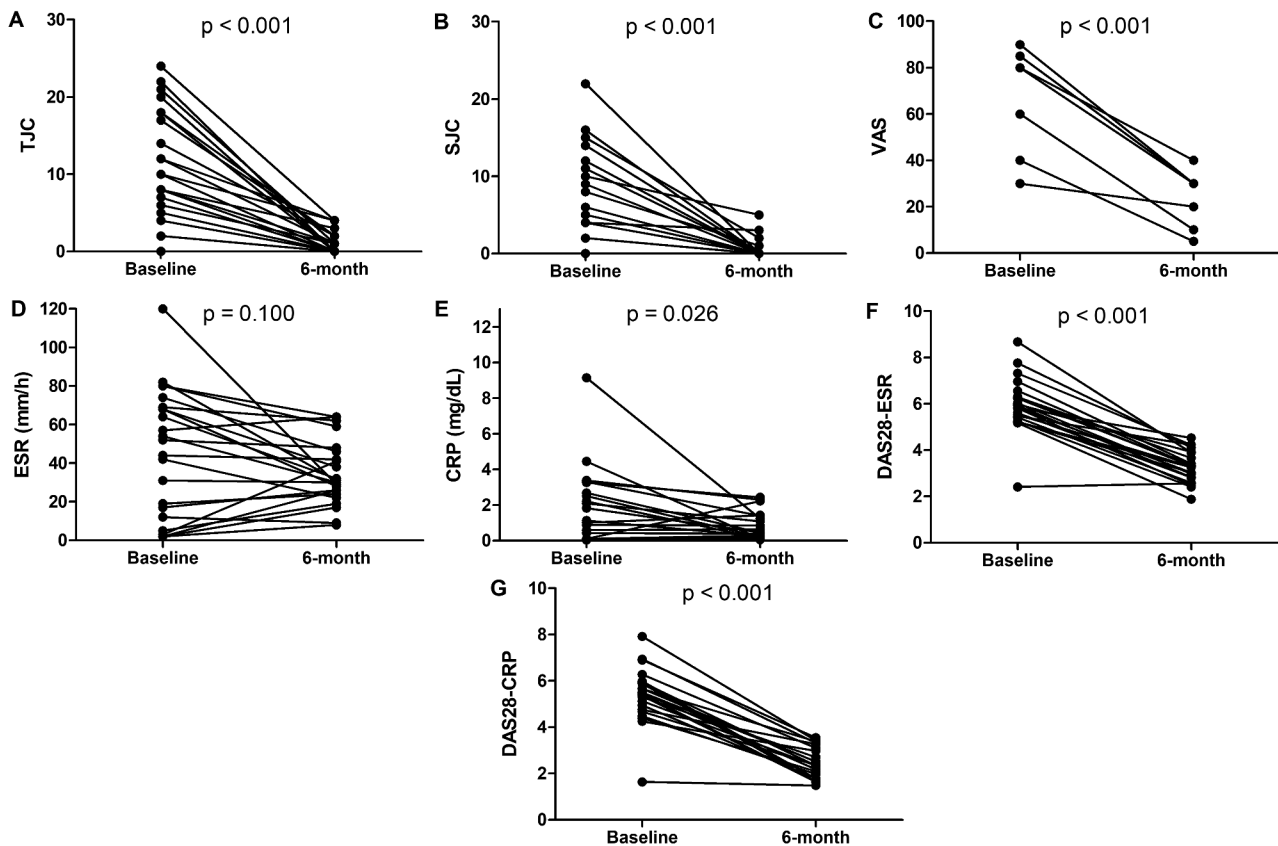 A
p < 0.001
TJC
30
20
10
0
Baseline
6-month
B
p < 0.001
SJC
30
20
10
0
Baseline
6-month
C
p < 0.001
VAS
100
80
60
40
20
0
Baseline
6-month
D
p = 0.100
ESR (mm/h)
120
100
80
60
40
20
0
Baseline
6-month
E
p = 0.026
CRP (mg/dL)
12
10
8
6
4
2
0
Baseline
6-month
F
p < 0.001
DAS28-ESR
10
8
6
4
2
0
Baseline
6-month
G
p < 0.001
DAS28-CRP
10
8
6
4
2
0
Baseline
6-month